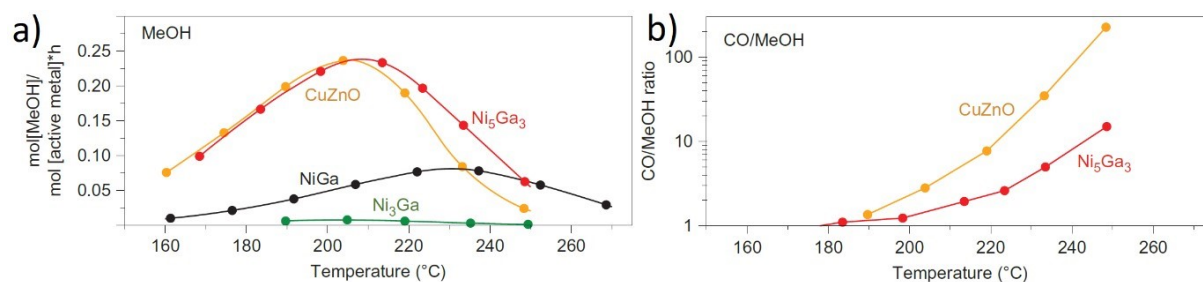 a)
MeOH
mol[MeOH]/
mol [active metal]*h
0.25
0.20
0.15
0.10
0.05
CuZnO
Ni₅Ga₃
NiGa
Ni₃Ga
160 180 200 220 240 260
Temperature (°C)
b)
CO/MeOH
CO/MeOH ratio
100
10
1
CuZnO
Ni₅Ga₃
160 180 200 220 240 260
Temperature (°C)